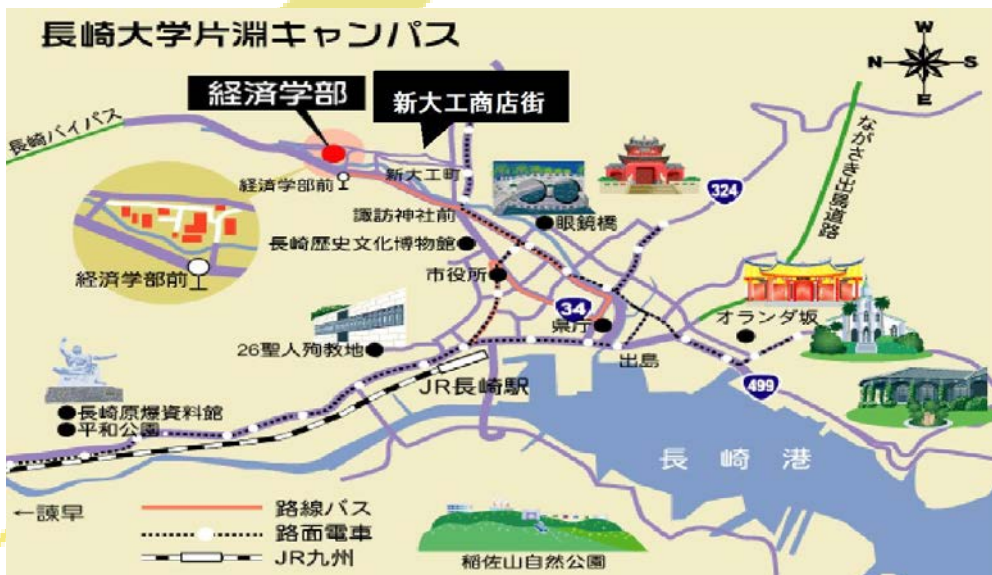 長崎大学片淵キャンパス
W
N
S
E
経済学部
新大工商店街
長崎バイパス
ながさき出島道路
経済学部前
新大工町
324
諏訪神社前
眼鏡橋
長崎歴史文化博物館
経済学部前
市役所
34
県庁
オランダ坂
26聖人殉教地
出島
JR長崎駅
499
長崎原爆資料館
平和公園
長崎港
←諫早
路線バス
路面電車
JR九州
稲佐山自然公園